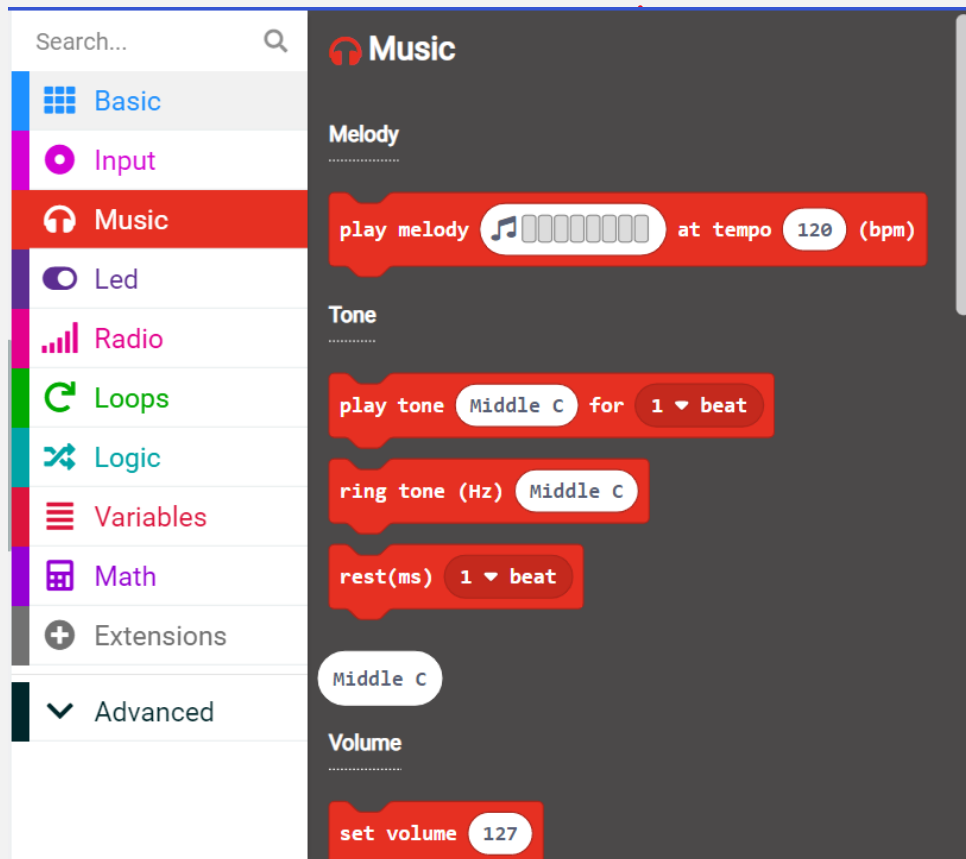 Search...
Basic
Input
Music
Led
Radio
Loops
Logic
Variables
Math
Extensions
Advanced
Music
Melody
play melody at tempo 120 (bpm)
Tone
play tone Middle C for 1 beat
ring tone (Hz) Middle C
rest(ms) 1 beat
Middle C
Volume
set volume 127